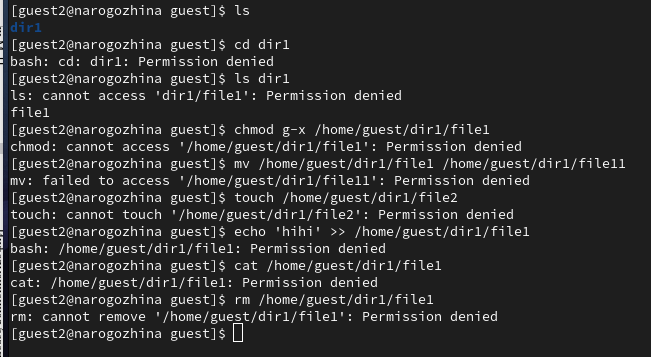 [guest2@narogozhina guest]$ ls
dir1
[guest2@narogozhina guest]$ cd dir1
bash: cd: dir1: Permission denied
[guest2@narogozhina guest]$ ls dir1
ls: cannot access 'dir1/file1': Permission denied
file1
[guest2@narogozhina guest]$ chmod g-x /home/guest/dir1/file1
chmod: cannot access '/home/guest/dir1/file1': Permission denied
[guest2@narogozhina guest]$ mv /home/guest/dir1/file1 /home/guest/dir1/file11
mv: failed to access '/home/guest/dir1/file11': Permission denied
[guest2@narogozhina guest]$ touch /home/guest/dir1/file2
touch: cannot touch '/home/guest/dir1/file2': Permission denied
[guest2@narogozhina guest]$ echo 'hihi' >> /home/guest/dir1/file1
bash: /home/guest/dir1/file1: Permission denied
[guest2@narogozhina guest]$ cat /home/guest/dir1/file1
cat: /home/guest/dir1/file1: Permission denied
[guest2@narogozhina guest]$ rm /home/guest/dir1/file1
rm: cannot remove '/home/guest/dir1/file1': Permission denied
[guest2@narogozhina guest]$